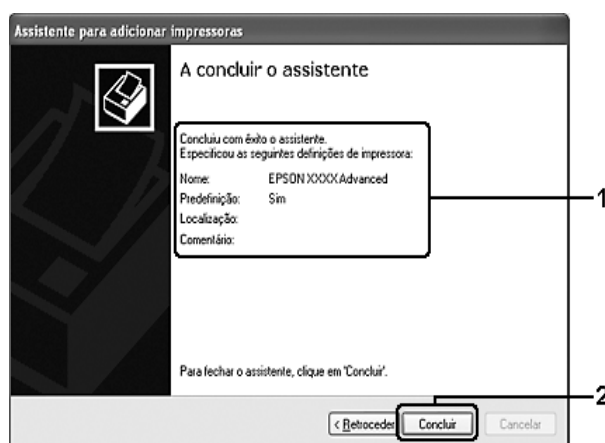 Assistente para adicionar impressoras
A concluir o assistente
Concluiu com êxito o assistente.
Especificou as seguintes definições de impressora:
Nome: EPSON XXXX Advanced
Predefinição: Sim
Localização:
Comentário:
1
Para fechar o assistente, clique em 'Concluir'.
2
< Retroceder Concluir Cancelar